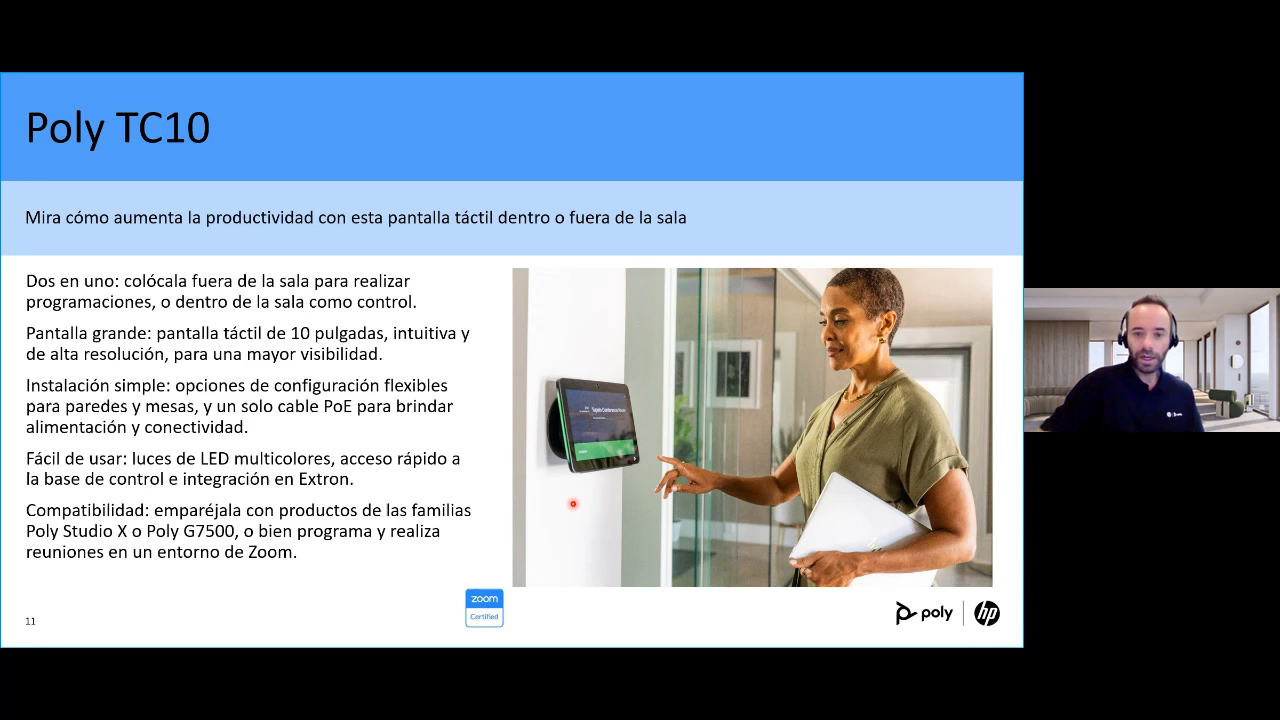 Poly TC10
Mira cómo aumenta la productividad con esta pantalla táctil dentro o fuera de la sala
Dos en uno: colócala fuera de la sala para realizar
programaciones, o dentro de la sala como control.
Pantalla grande: pantalla táctil de 10 pulgadas, intuitiva y
de alta resolución, para una mayor visibilidad.
Instalación simple: opciones de configuración flexibles
para paredes y mesas, y un solo cable PoE para brindar
alimentación y conectividad.
Fácil de usar: luces de LED multicolores, acceso rápido a
la base de control e integración en Extron.
Compatibilidad: emparéjala con productos de las familias
Poly Studio X o Poly G7500, o bien programa y realiza
reuniones en un entorno de Zoom.
zoom
Certified
11
poly
hp